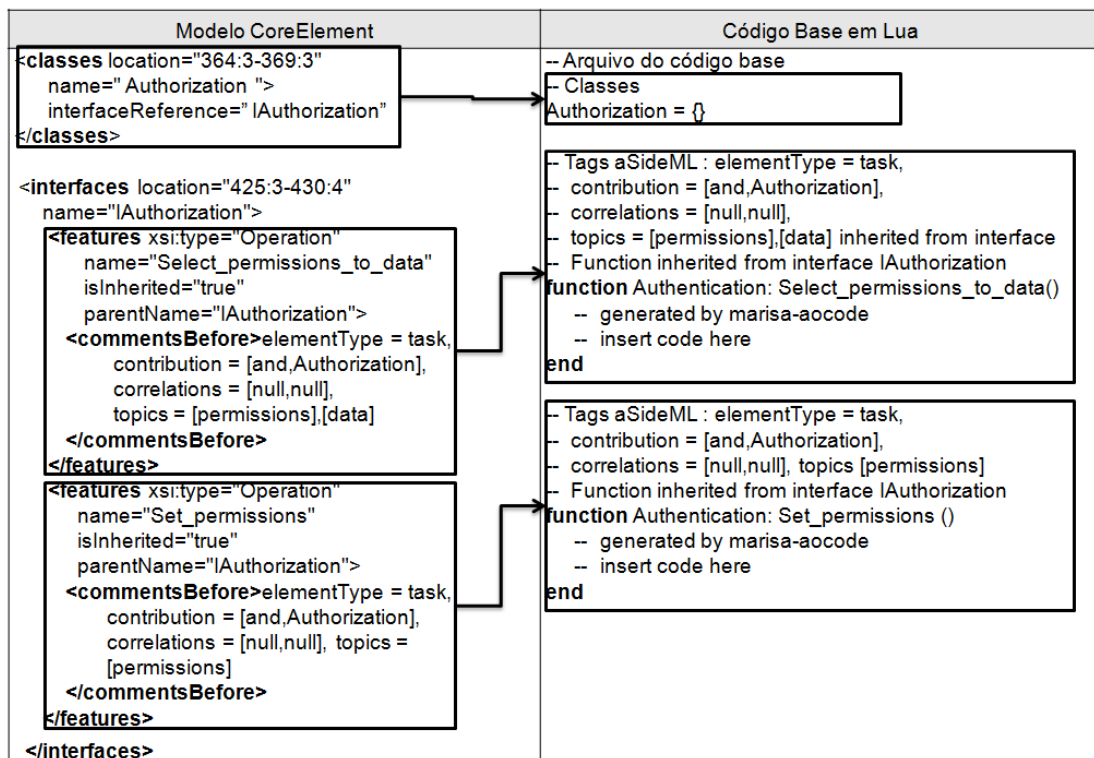 Modelo CoreElement
<classes location="364:3-369:3"
name=" Authorization ">
interfaceReference=" IAuthorization"
</classes>
<interfaces location="425:3-430:4"
name="IAuthorization">
<features xsi:type="Operation"
name="Select_permissions_to_data"
isInherited="true"
parentName="IAuthorization">
<commentsBefore>elementType = task,
contribution = [and,Authorization],
correlations = [null,null],
topics = [permissions],[data]
</commentsBefore>
</features>
<features xsi:type="Operation"
name="Set_permissions"
isInherited="true"
parentName="IAuthorization">
<commentsBefore>elementType = task,
contribution = [and,Authorization],
correlations = [null,null], topics =
[permissions]
</commentsBefore>
</features>
</interfaces>
Código Base em Lua
-- Arquivo do código base
-- Classes
Authorization = {}
-- Tags aSideML : elementType = task,
-- contribution = [and,Authorization],
-- correlations = [null,null],
-- topics = [permissions],[data] inherited from interface
-- Function inherited from interface IAuthorization
function Authentication: Select_permissions_to_data()
-- generated by marisa-aocode
-- insert code here
end
-- Tags aSideML : elementType = task,
-- contribution = [and,Authorization],
-- correlations = [null,null], topics [permissions]
-- Function inherited from interface IAuthorization
function Authentication: Set_permissions ()
-- generated by marisa-aocode
-- insert code here
end